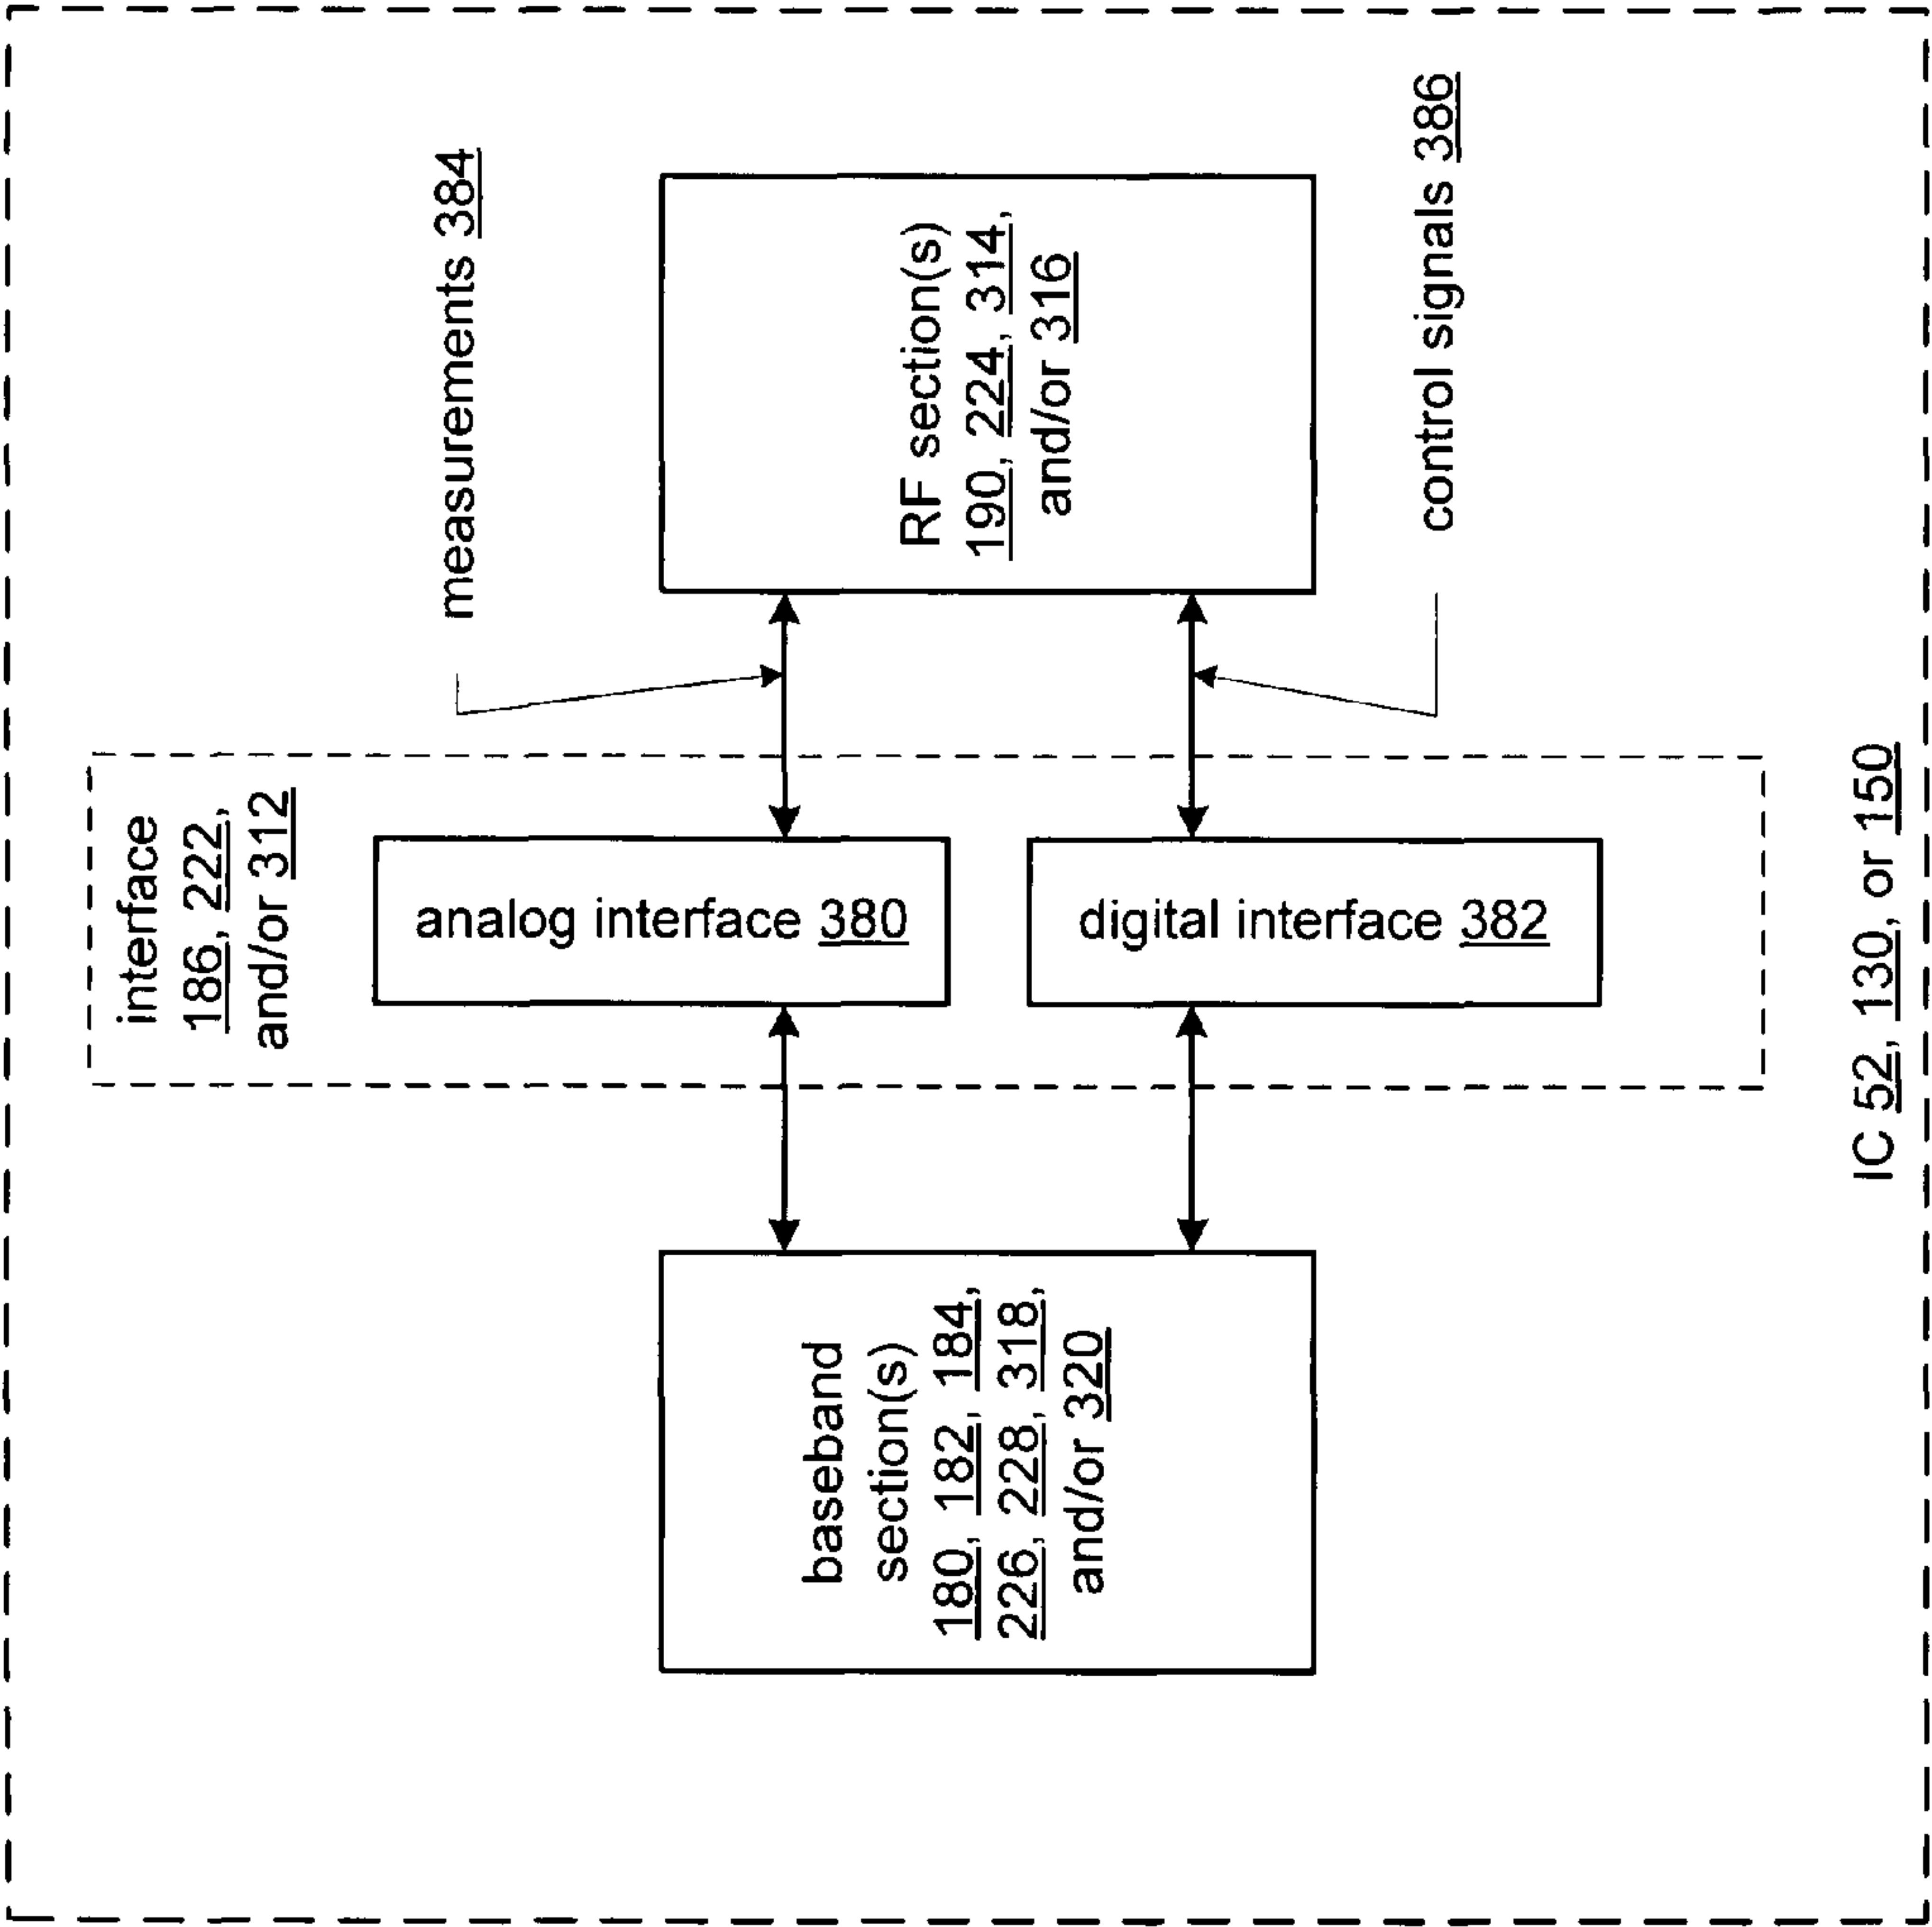 measurements 384
RF section(s)
190, 224, 314,
and/or 316
control signals 386
interface
186, 222,
and/or 312
analog interface 380
digital interface 382
baseband
section(s)
180, 182, 184,
226, 228, 318,
and/or 320
IC 52, 130, or 150